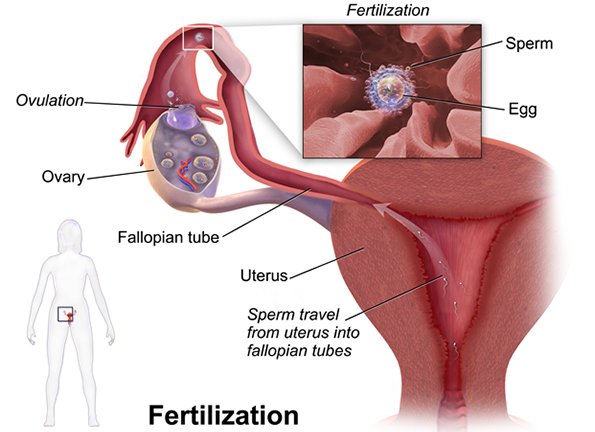 Fertilization
Sperm
Egg
Ovulation
Ovary
Fallopian tube
Uterus
Sperm travel
from uterus into
fallopian tubes
Fertilization